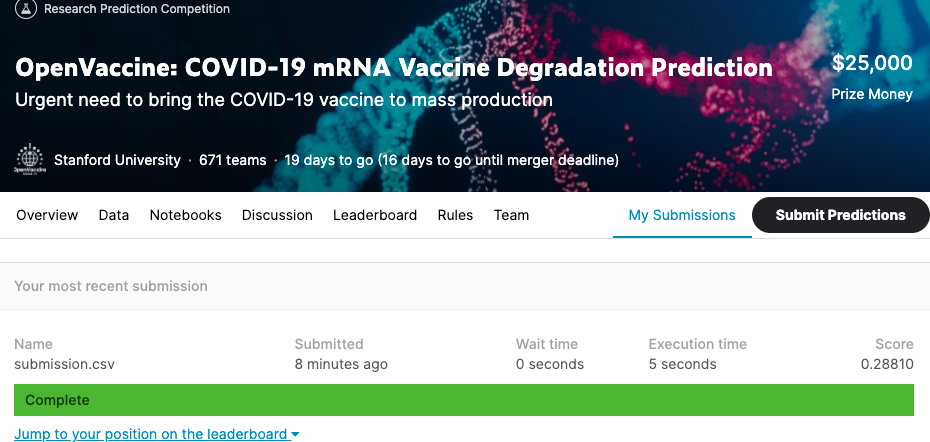 Research Prediction Competition
OpenVaccine: COVID-19 mRNA Vaccine Degradation Prediction
$25,000
Urgent need to bring the COVID-19 vaccine to mass production
Prize Money
OpenVaccine
Stanford University · 671 teams · 19 days to go (16 days to go until merger deadline)
Overview Data Notebooks Discussion Leaderboard Rules Team My Submissions Submit Predictions
Your most recent submission
Name Submitted Wait time Execution time Score
submission.csv 8 minutes ago 0 seconds 5 seconds 0.28810
Complete
Jump to your position on the leaderboard